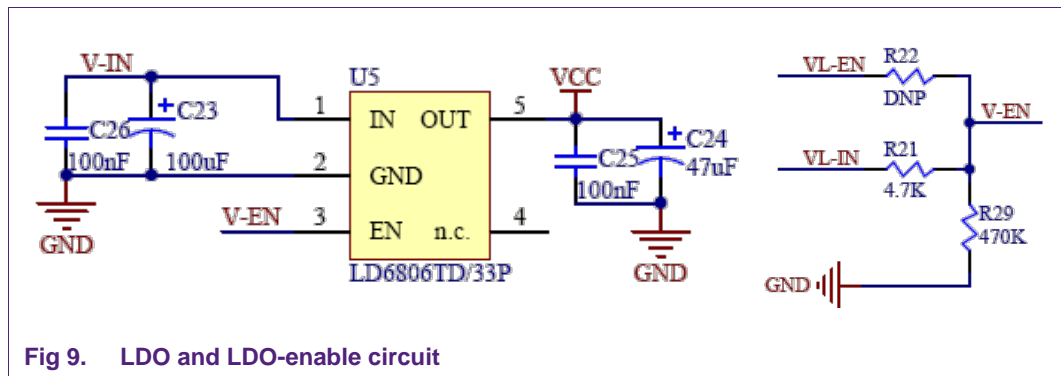 V-IN
U5
1
IN
OUT
5
VCC
C26
100nF
C23
100uF
C25
100nF
C24
47uF
2
GND
GND
V-EN
3
EN
n.c.
4
GND
LD6806TD/33P
VL-EN
R22
DNP
V-EN
VL-IN
R21
4.7K
R29
470K
GND
Fig 9. LDO and LDO-enable circuit